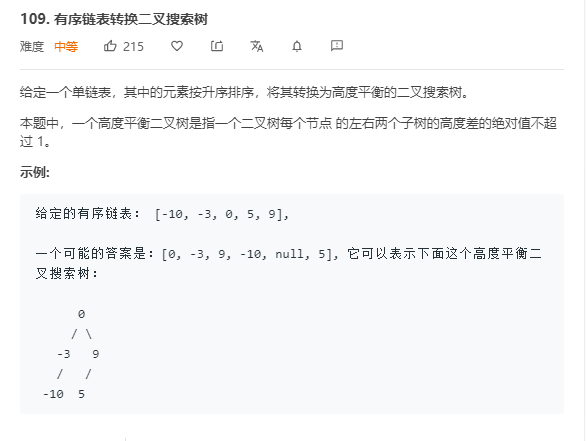 109. 有序链表转换二叉搜索树
难度 中等 215
给定一个单链表，其中的元素按升序排序，将其转换为高度平衡的二叉搜索树。
本题中，一个高度平衡二叉树是指一个二叉树每个节点 的左右两个子树的高度差的绝对值不超
过 1。
示例:
给定的有序链表： [-10, -3, 0, 5, 9],
一个可能的答案是：[0, -3, 9, -10, null, 5], 它可以表示下面这个高度平衡二
叉搜索树：
0
/ \
-3 9
/ /
-10 5